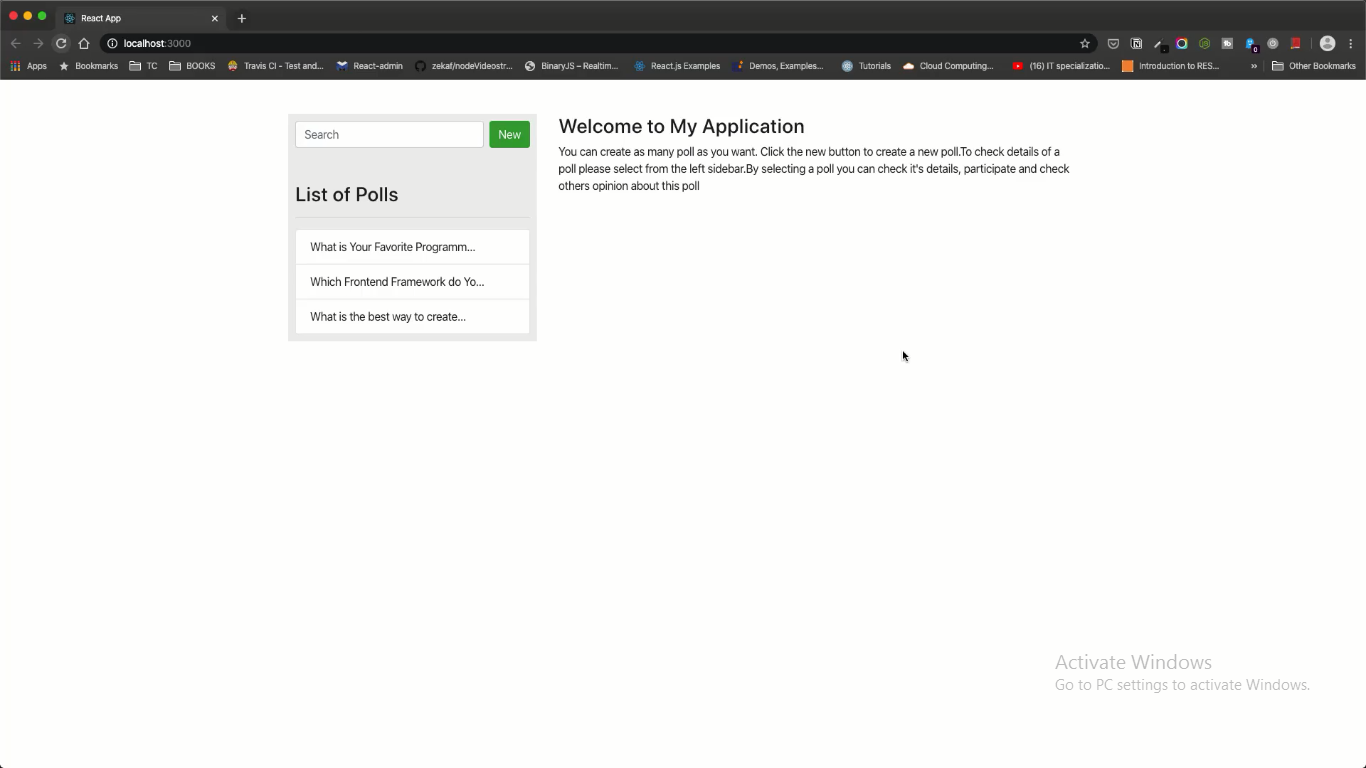 React App
localhost:3000
Apps Bookmarks TC BOOKS Travis CI - Test and... React-admin zekaf/nodeVideostr... BinaryJS – Realtim... React.js Examples Demos, Examples... Tutorials Cloud Computing... (16) IT specializatio... Introduction to RES... » Other Bookmarks
Search New
List of Polls
What is Your Favorite Programm...
Which Frontend Framework do Yo...
What is the best way to create...
Welcome to My Application
You can create as many poll as you want. Click the new button to create a new poll.To check details of a
poll please select from the left sidebar.By selecting a poll you can check it's details, participate and check
others opinion about this poll
Activate Windows
Go to PC settings to activate Windows.